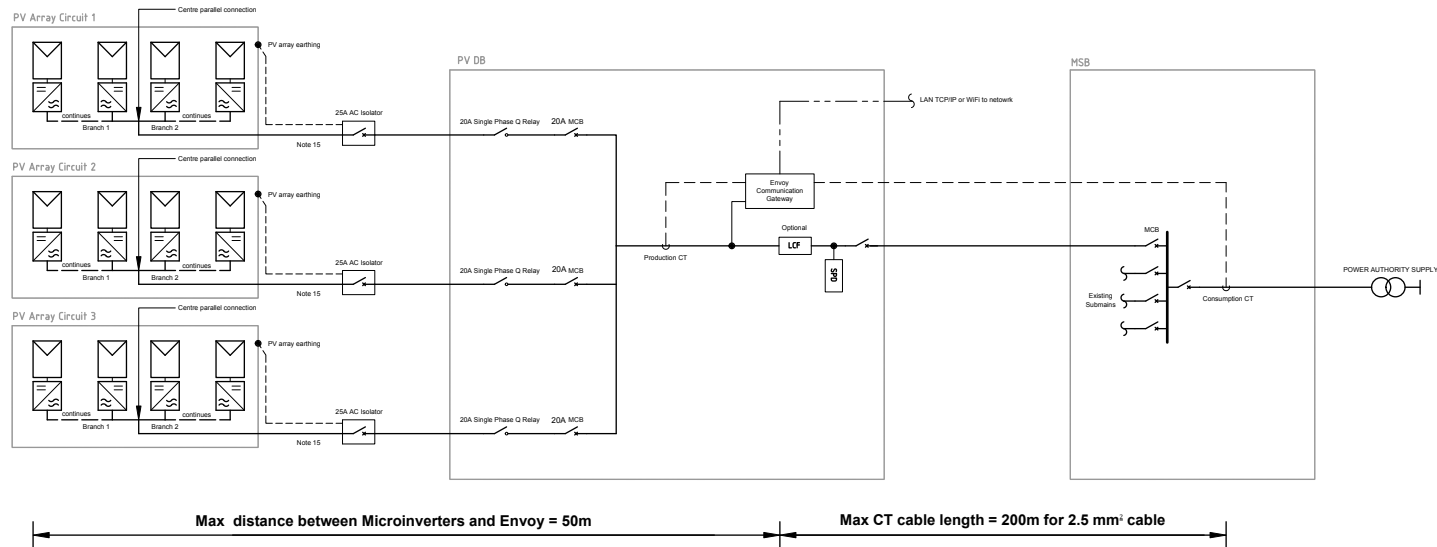 PV Array Circuit 1
Centre parallel connection
PV array earthing
continues
continues
Branch 1
Branch 2
25A AC Isolator
Note 15
PV Array Circuit 2
Centre parallel connection
PV array earthing
continues
continues
Branch 1
Branch 2
25A AC Isolator
Note 15
PV Array Circuit 3
Centre parallel connection
PV array earthing
continues
continues
Branch 1
Branch 2
25A AC Isolator
Note 15
PV DB
LAN TCP/IP or WiFi to netowrk
20A Single Phase Q Relay
20A MCB
Envoy
Communication
Gateway
Optional
LCF
SPD
Production CT
20A Single Phase Q Relay
20A MCB
20A Single Phase Q Relay
20A MCB
MSB
MCB
Existing
Submains
Consumption CT
POWER AUTHORITY SUPPLY
Max distance between Microinverters and Envoy = 50m
Max CT cable length = 200m for 2.5 mm² cable